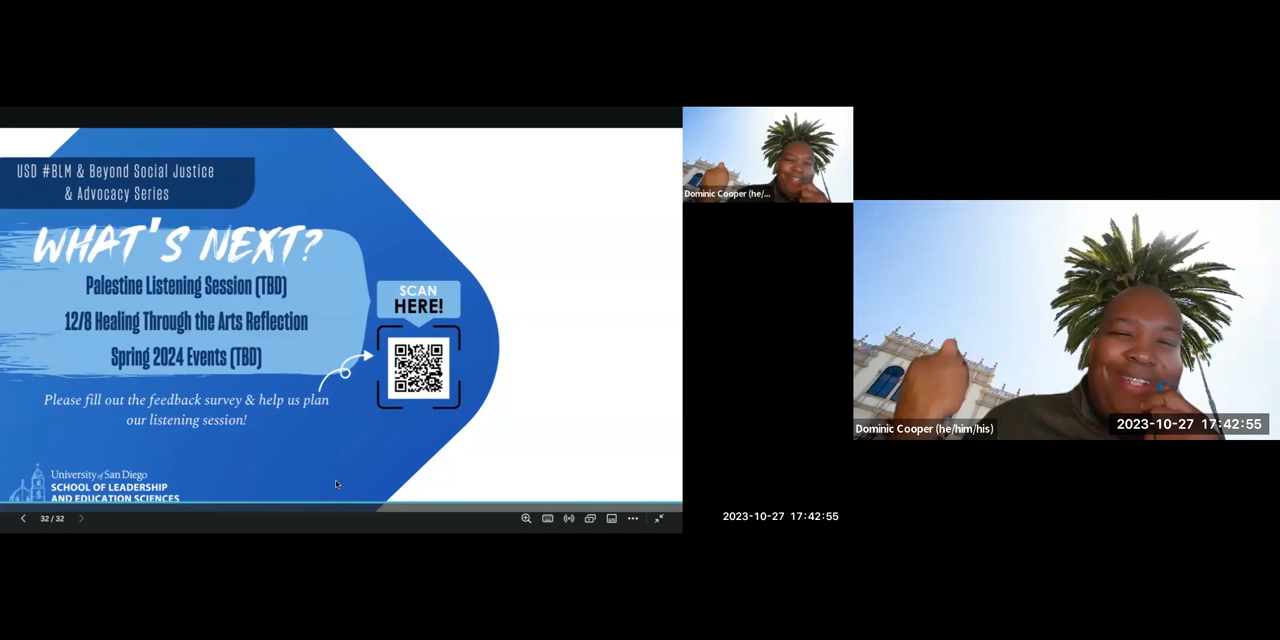 USD #BLM & Beyond Social Justice
& Advocacy Series
WHAT'S NEXT?
Palestine Listening Session (TBD)
12/8 Healing Through the Arts Reflection
Spring 2024 Events (TBD)
Please fill out the feedback survey & help us plan
our listening session!
SCAN
HERE!
University of San Diego
SCHOOL OF LEADERSHIP
AND EDUCATION SCIENCES
32 / 32
Dominic Cooper (he/...
2023-10-27 17:42:55
Dominic Cooper (he/him/his)
2023-10-27 17:42:55